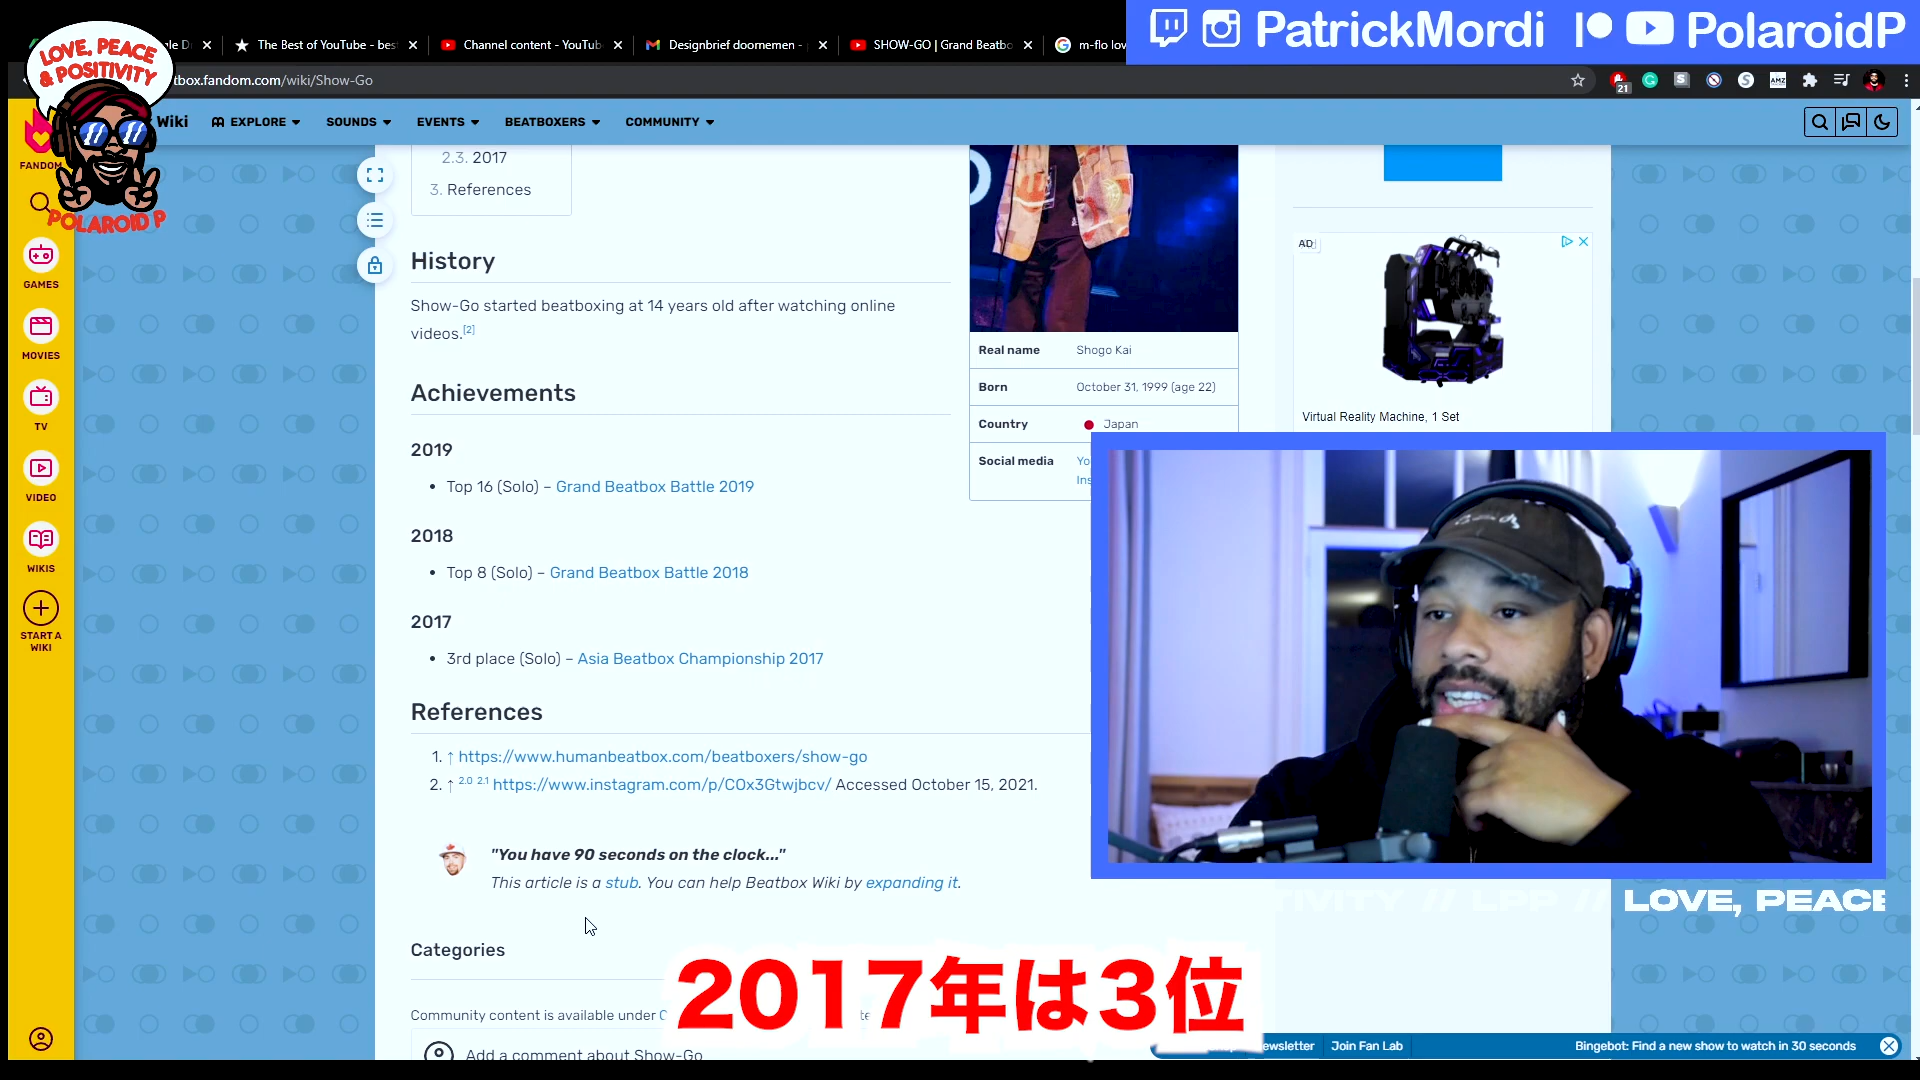 LOVE, PEACE
& POSITIVITY
POLAROID P
The Best of YouTube - bes
Channel content - YouTub
Designbrief doomemen -
SHOW-GO | Grand Beatbo
m-flo lov
PatrickMordi
PolaroidP
tbox.fandom.com/wiki/Show-Go
21
AMZ
Wiki
EXPLORE
SOUNDS
EVENTS
BEATBOXERS
COMMUNITY
FANDOM
GAMES
MOVIES
TV
VIDEO
WIKIS
START A
WIKI
2.3. 2017
3. References
History
Show-Go started beatboxing at 14 years old after watching online
videos.[2]
Achievements
2019
• Top 16 (Solo) – Grand Beatbox Battle 2019
2018
• Top 8 (Solo) – Grand Beatbox Battle 2018
2017
• 3rd place (Solo) – Asia Beatbox Championship 2017
References
1. ↑ https://www.humanbeatbox.com/beatboxers/show-go
2. ↑ 2.0 2.1 https://www.instagram.com/p/COx3Gtwjbcv/ Accessed October 15, 2021.
"You have 90 seconds on the clock..."
This article is a stub. You can help Beatbox Wiki by expanding it.
Categories
Community content is available under
Add a comment about Show-Go
Real name Shogo Kai
Born October 31, 1999 (age 22)
Country Japan
Social media Yo
Ins
AD
Virtual Reality Machine, 1 Set
TIVITY // LPP // LOVE, PEACE
2017年は3位
ewsletter
Join Fan Lab
Bingebot: Find a new show to watch in 30 seconds